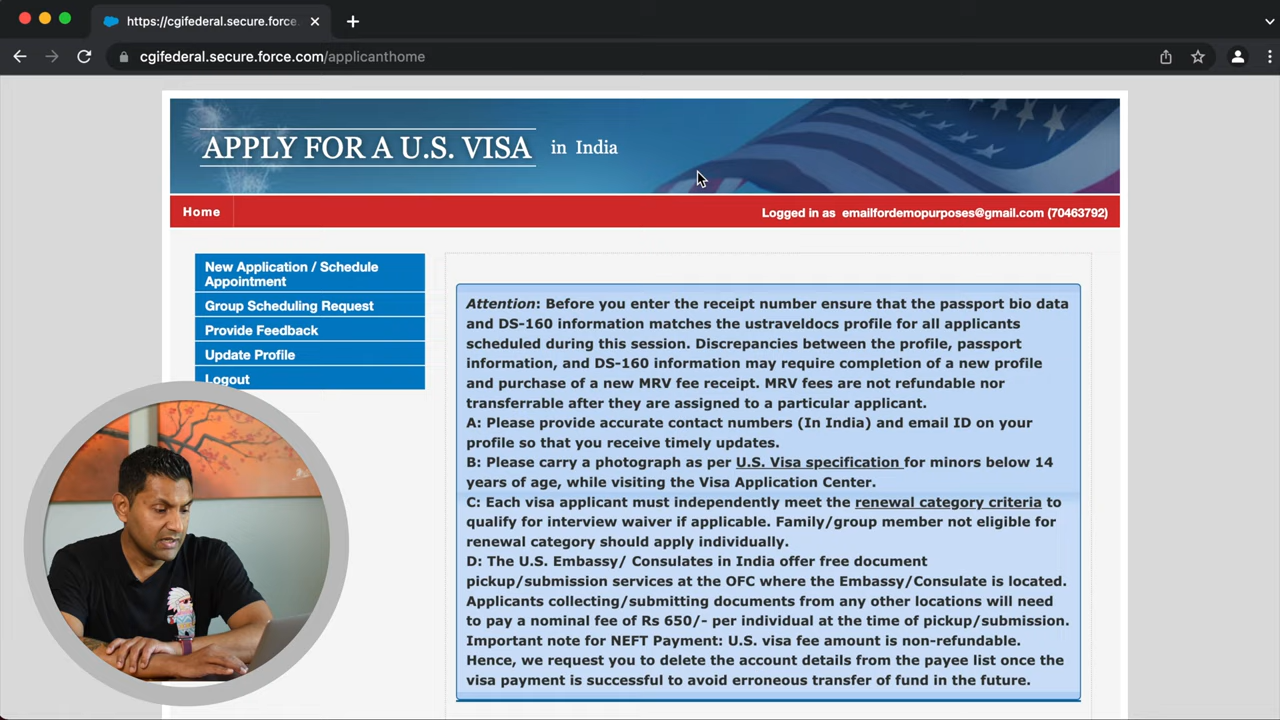 https://cgifederal.secure.force.
cgifederal.secure.force.com/applicanthome
APPLY FOR A U.S. VISA in India
Home
Logged in as emailfordemopurposes@gmail.com (70463792)
New Application / Schedule
Appointment
Group Scheduling Request
Provide Feedback
Update Profile
Logout
Attention: Before you enter the receipt number ensure that the passport bio data
and DS-160 information matches the ustraveldocs profile for all applicants
scheduled during this session. Discrepancies between the profile, passport
information, and DS-160 information may require completion of a new profile
and purchase of a new MRV fee receipt. MRV fees are not refundable nor
transferrable after they are assigned to a particular applicant.
A: Please provide accurate contact numbers (In India) and email ID on your
profile so that you receive timely updates.
B: Please carry a photograph as per U.S. Visa specification for minors below 14
years of age, while visiting the Visa Application Center.
C: Each visa applicant must independently meet the renewal category criteria to
qualify for interview waiver if applicable. Family/group member not eligible for
renewal category should apply individually.
D: The U.S. Embassy/ Consulates in India offer free document
pickup/submission services at the OFC where the Embassy/Consulate is located.
Applicants collecting/submitting documents from any other locations will need
to pay a nominal fee of Rs 650/- per individual at the time of pickup/submission.
Important note for NEFT Payment: U.S. visa fee amount is non-refundable.
Hence, we request you to delete the account details from the payee list once the
visa payment is successful to avoid erroneous transfer of fund in the future.